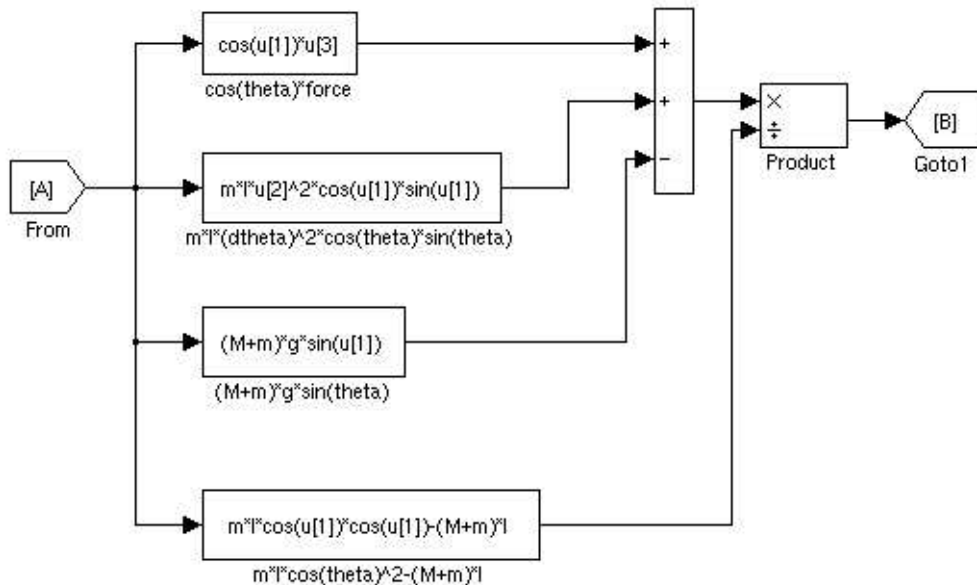 cos(u[1])*u[3]
cos(theta)*force
+
+
−
×
÷
Product
[B]
Goto1
[A]
From
m*l*u[2]^2*cos(u[1])*sin(u[1])
m*l*(dtheta)^2*cos(theta)*sin(theta)
(M+m)*g*sin(u[1])
(M+m)*g*sin(theta)
m*l*cos(u[1])*cos(u[1])-(M+m)*l
m*l*cos(theta)^2-(M+m)*l